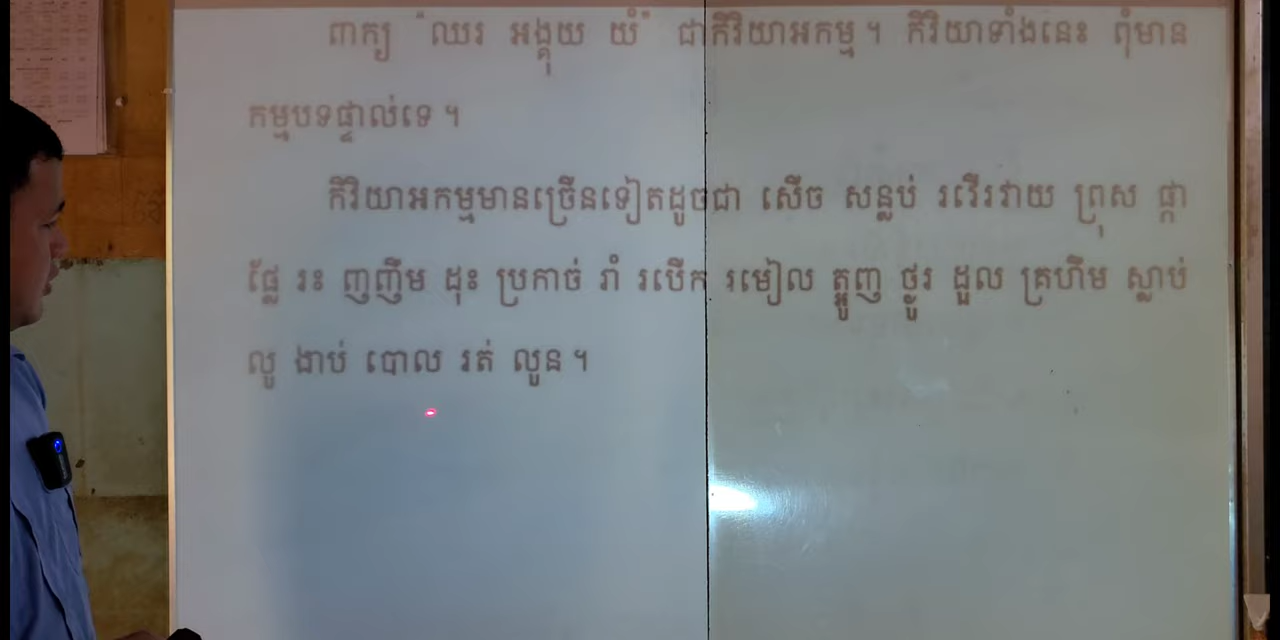 ពាក្យ "ឈរ អង្គុយ យំ" ជាកិរិយាអកម្ម ។ កិរិយាទាំងនេះ ពុំមាន
កម្មបទផ្ទាល់ទេ ។
កិរិយាអកម្មមានច្រើនទៀតដូចជា សើច សន្លប់ រវើរវាយ ព្រុស ផ្កា
ផ្លែ រះ ញញឹម ដុះ ប្រកាច់ រាំ របើក រមៀល ត្អូញ ថ្ងូរ ដួល គ្រហឹម ស្លាប់
លូ ងាប់ បោល រត់ លូន ។